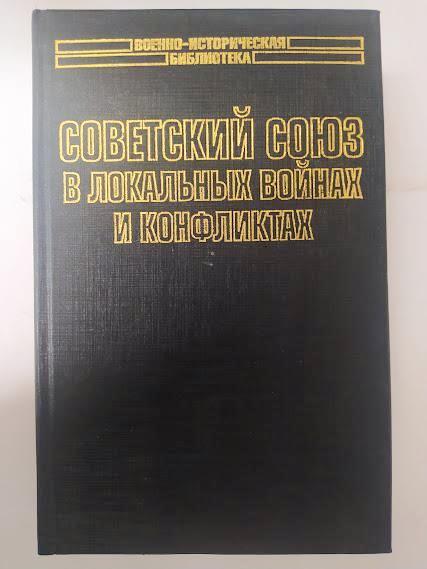 ВОЕННО-ИСТОРИЧЕСКАЯ
БИБЛИОТЕКА
СОВЕТСКИЙ СОЮЗ
В ЛОКАЛЬНЫХ ВОЙНАХ
И КОНФЛИКТАХ